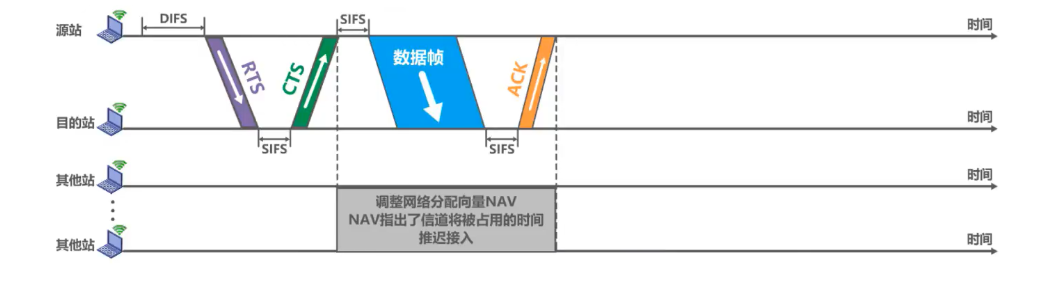 DIFS
SIFS
源站
时间
RTS
CTS
数据帧
ACK
目的站
时间
SIFS
SIFS
其他站
时间
调整网络分配向量NAV
NAV指出了信道将被占用的时间
推迟接入
其他站
时间